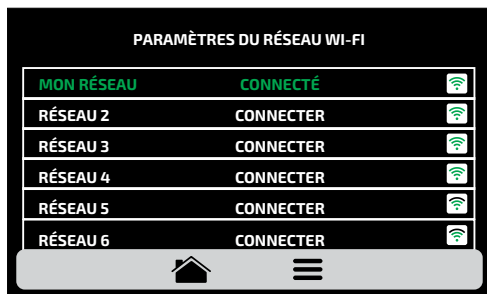 PARAMÈTRES DU RÉSEAU WI-FI
MON RÉSEAU CONNECTÉ
RÉSEAU 2 CONNECTER
RÉSEAU 3 CONNECTER
RÉSEAU 4 CONNECTER
RÉSEAU 5 CONNECTER
RÉSEAU 6 CONNECTER